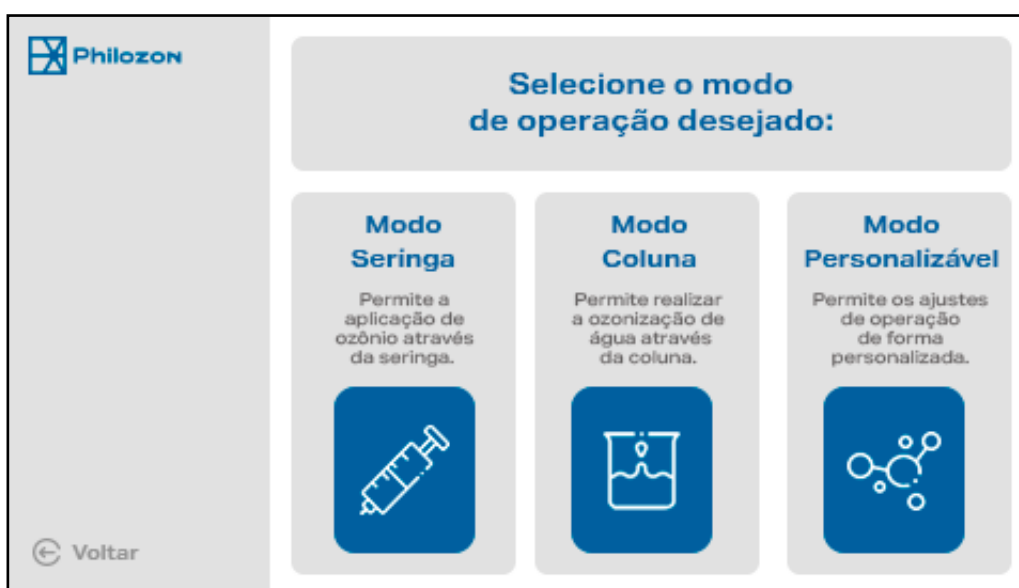 Philozon
Selecione o modo
de operação desejado:
Modo
Seringa
Permite a
aplicação de
ozônio através
da seringa.
Modo
Coluna
Permite realizar
a ozonização de
água através
da coluna.
Modo
Personalizável
Permite os ajustes
de operação
de forma
personalizada.
Voltar